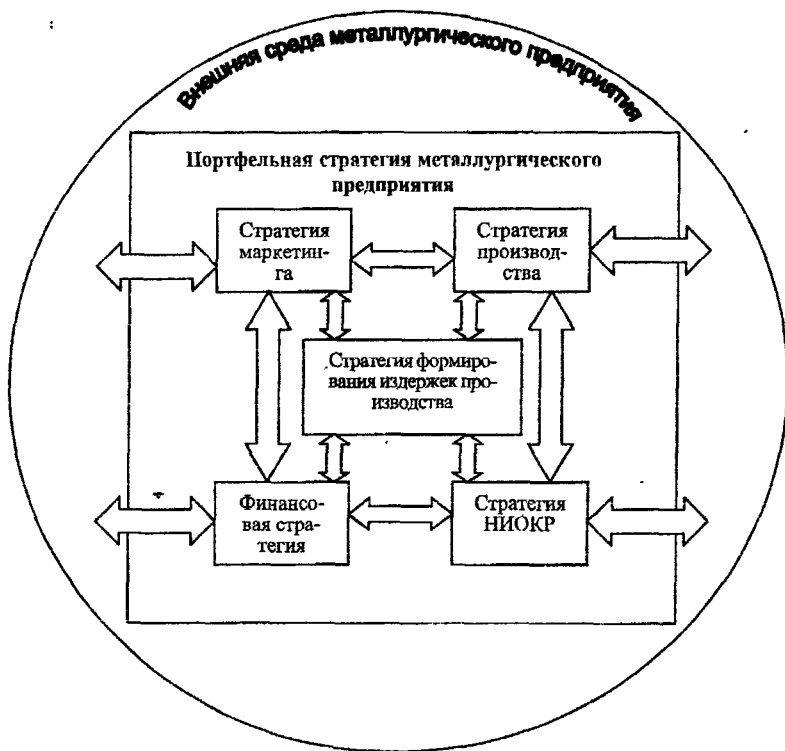 Внешняя среда металлургического предприятия
Портфельная стратегия металлургического
предприятия
Стратегия
маркетин-
га
Стратегия
производ-
ства
Стратегия формиро-
вания издержек про-
изводства
Финансо-
вая стра-
тегия
Стратегия
НИОКР